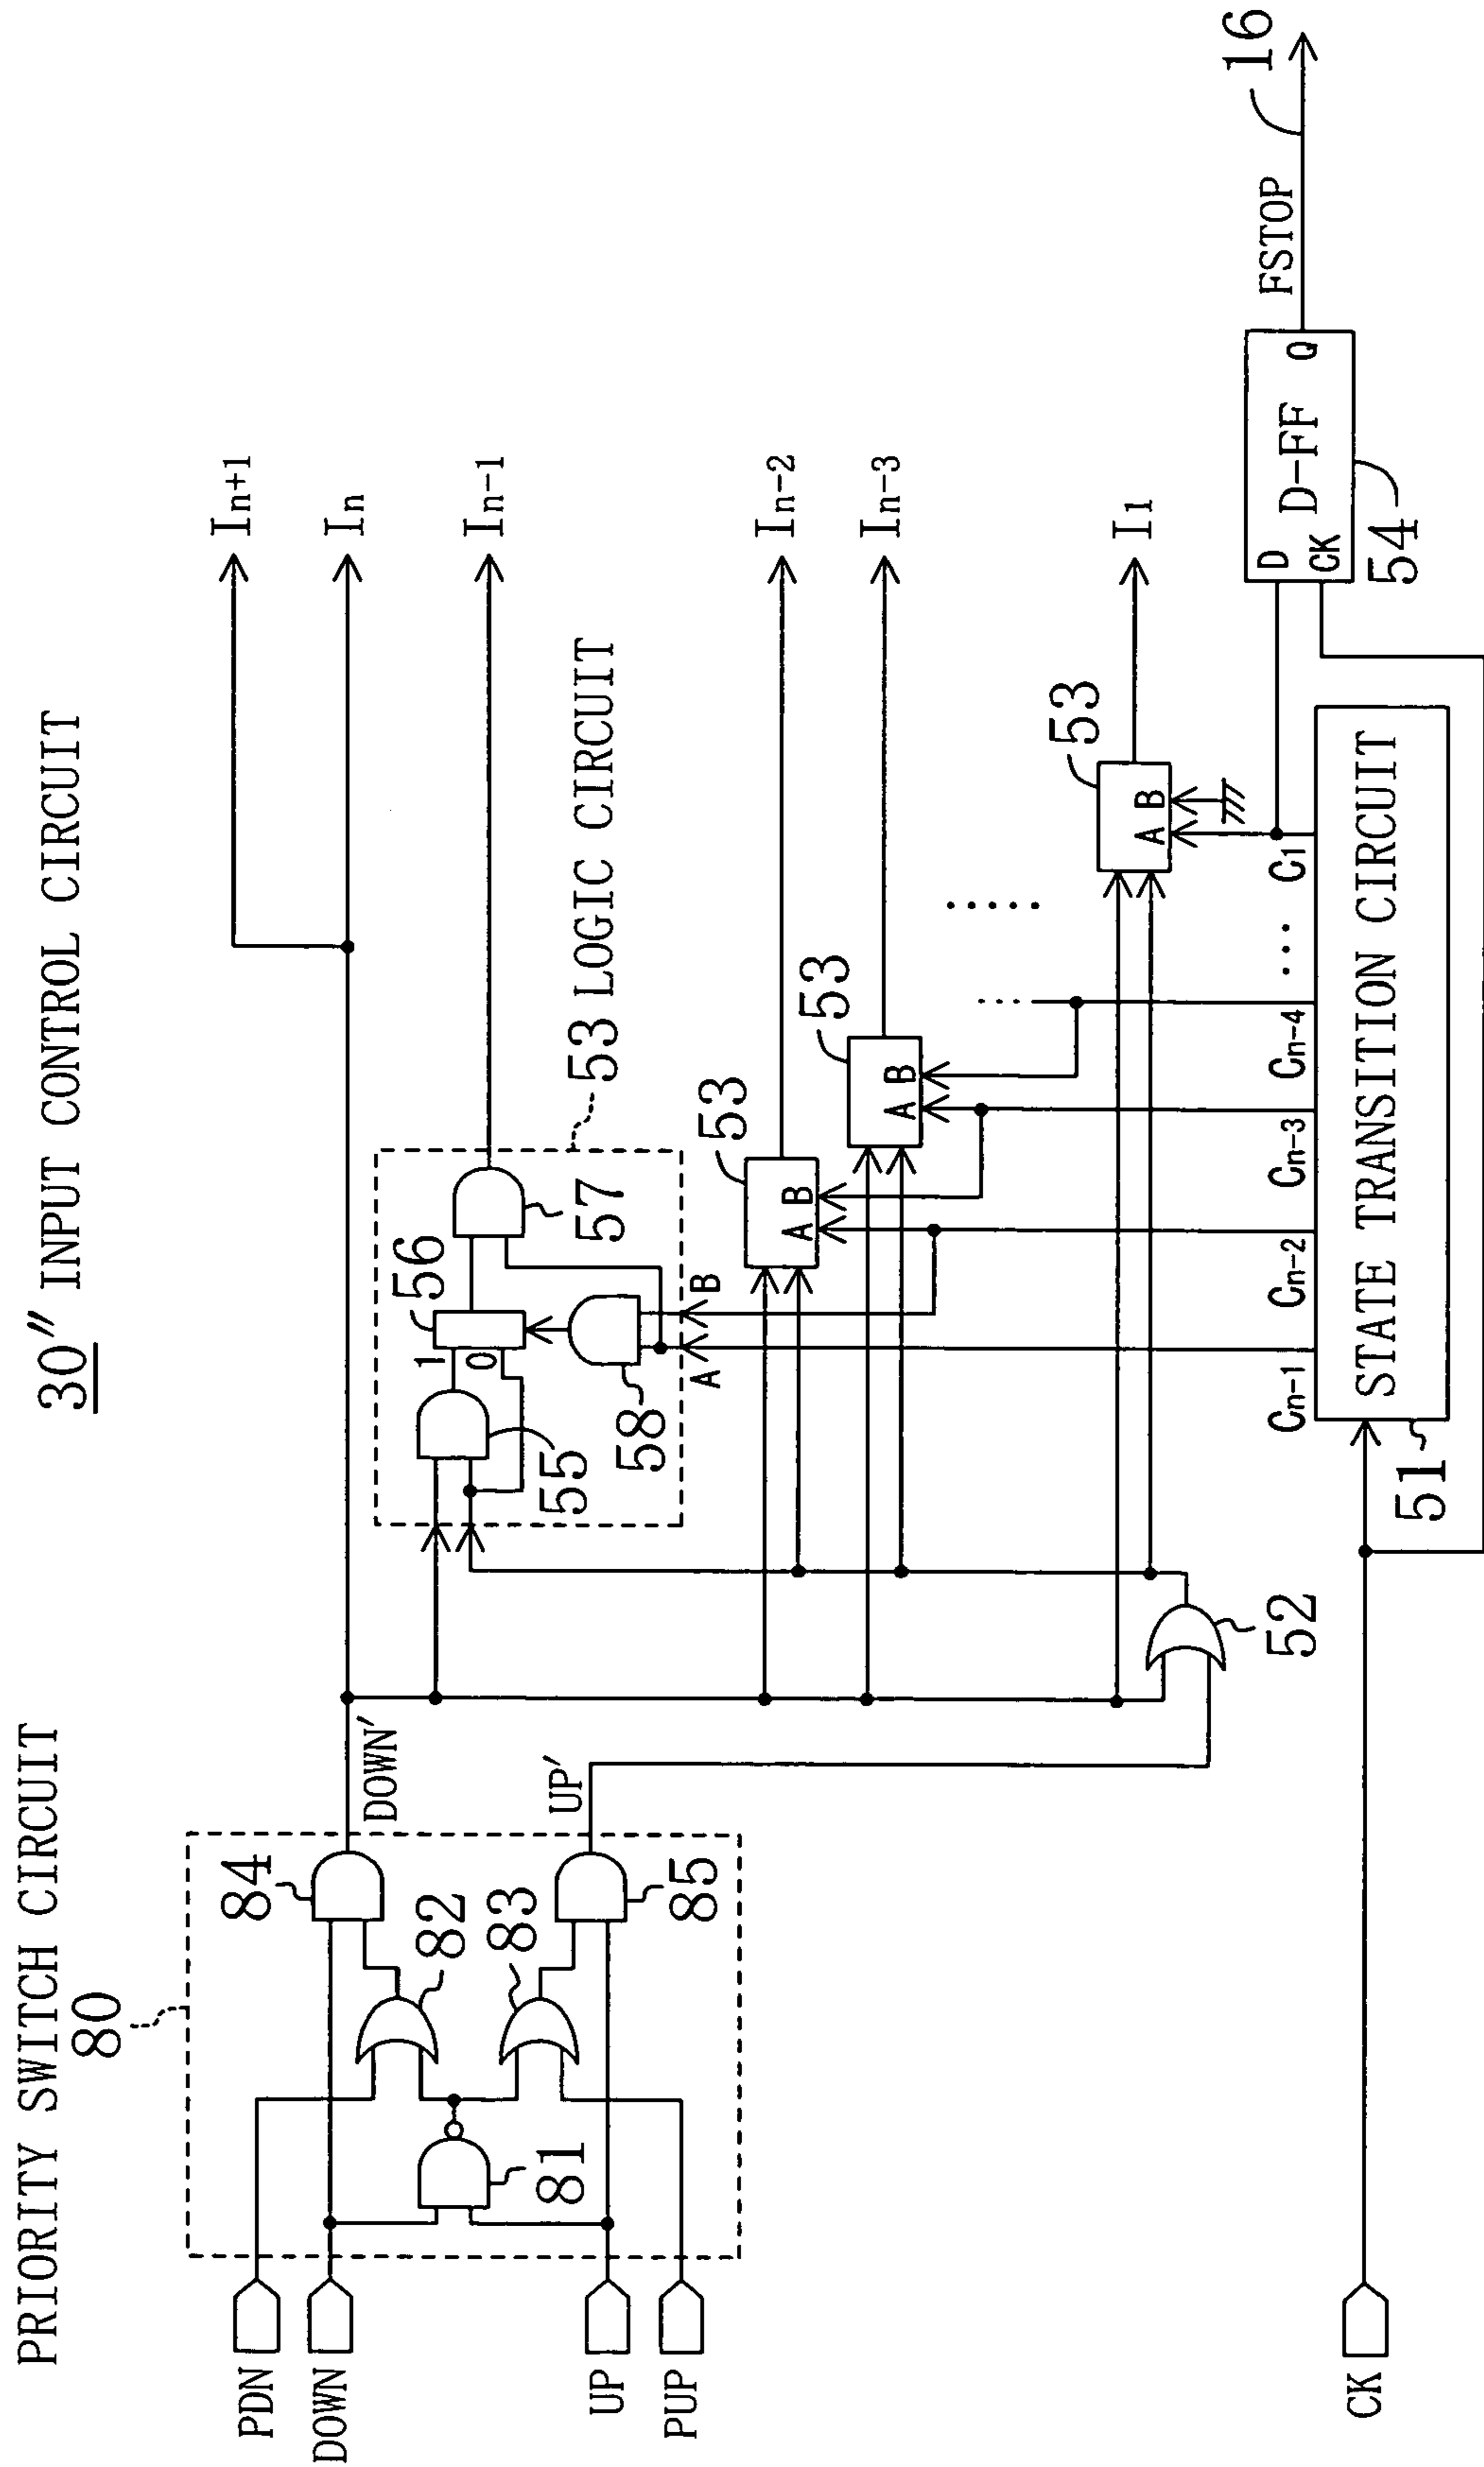 30" INPUT CONTROL CIRCUIT
PRIORITY SWITCH CIRCUIT
80
PDN
DOWN
UP
PUP
81
82
83
84
85
DOWN'
UP'
52
53 LOGIC CIRCUIT
55
56
1
0
57
58
A
B
53
A
B
53
A
B
53
A
B
In+1
In
In-1
In-2
In-3
I1
.....
....
Cn-1
Cn-2
Cn-3
Cn-4
...
C1
STATE TRANSITION CIRCUIT
51
CK
D
CK
D-FF
Q
54
FSTOP
16